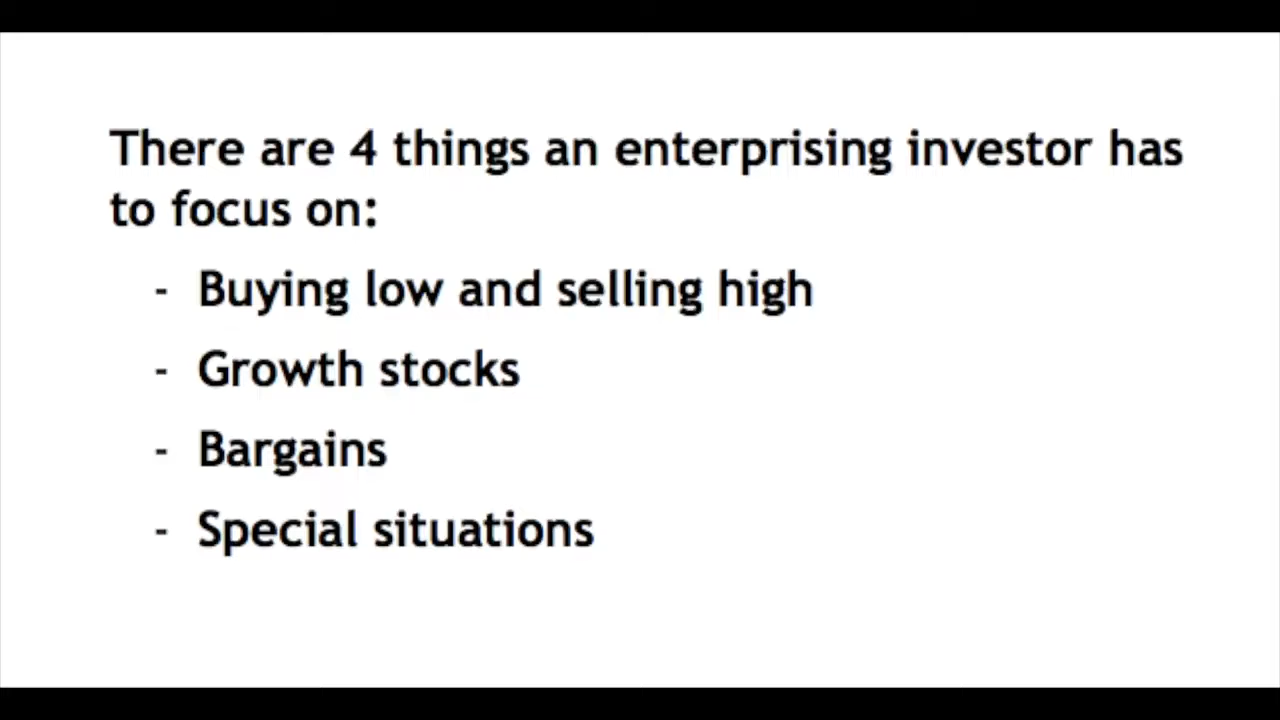 There are 4 things an enterprising investor has
to focus on:
- Buying low and selling high
- Growth stocks
- Bargains
- Special situations